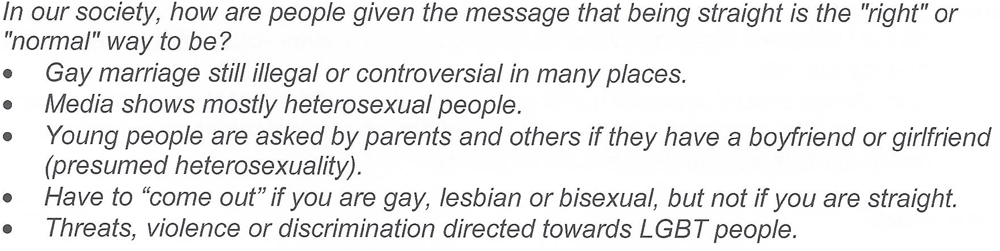 In our society, how are people given the message that being straight is the "right" or
"normal" way to be?
• Gay marriage still illegal or controversial in many places.
• Media shows mostly heterosexual people.
• Young people are asked by parents and others if they have a boyfriend or girlfriend
(presumed heterosexuality).
• Have to “come out” if you are gay, lesbian or bisexual, but not if you are straight.
• Threats, violence or discrimination directed towards LGBT people.